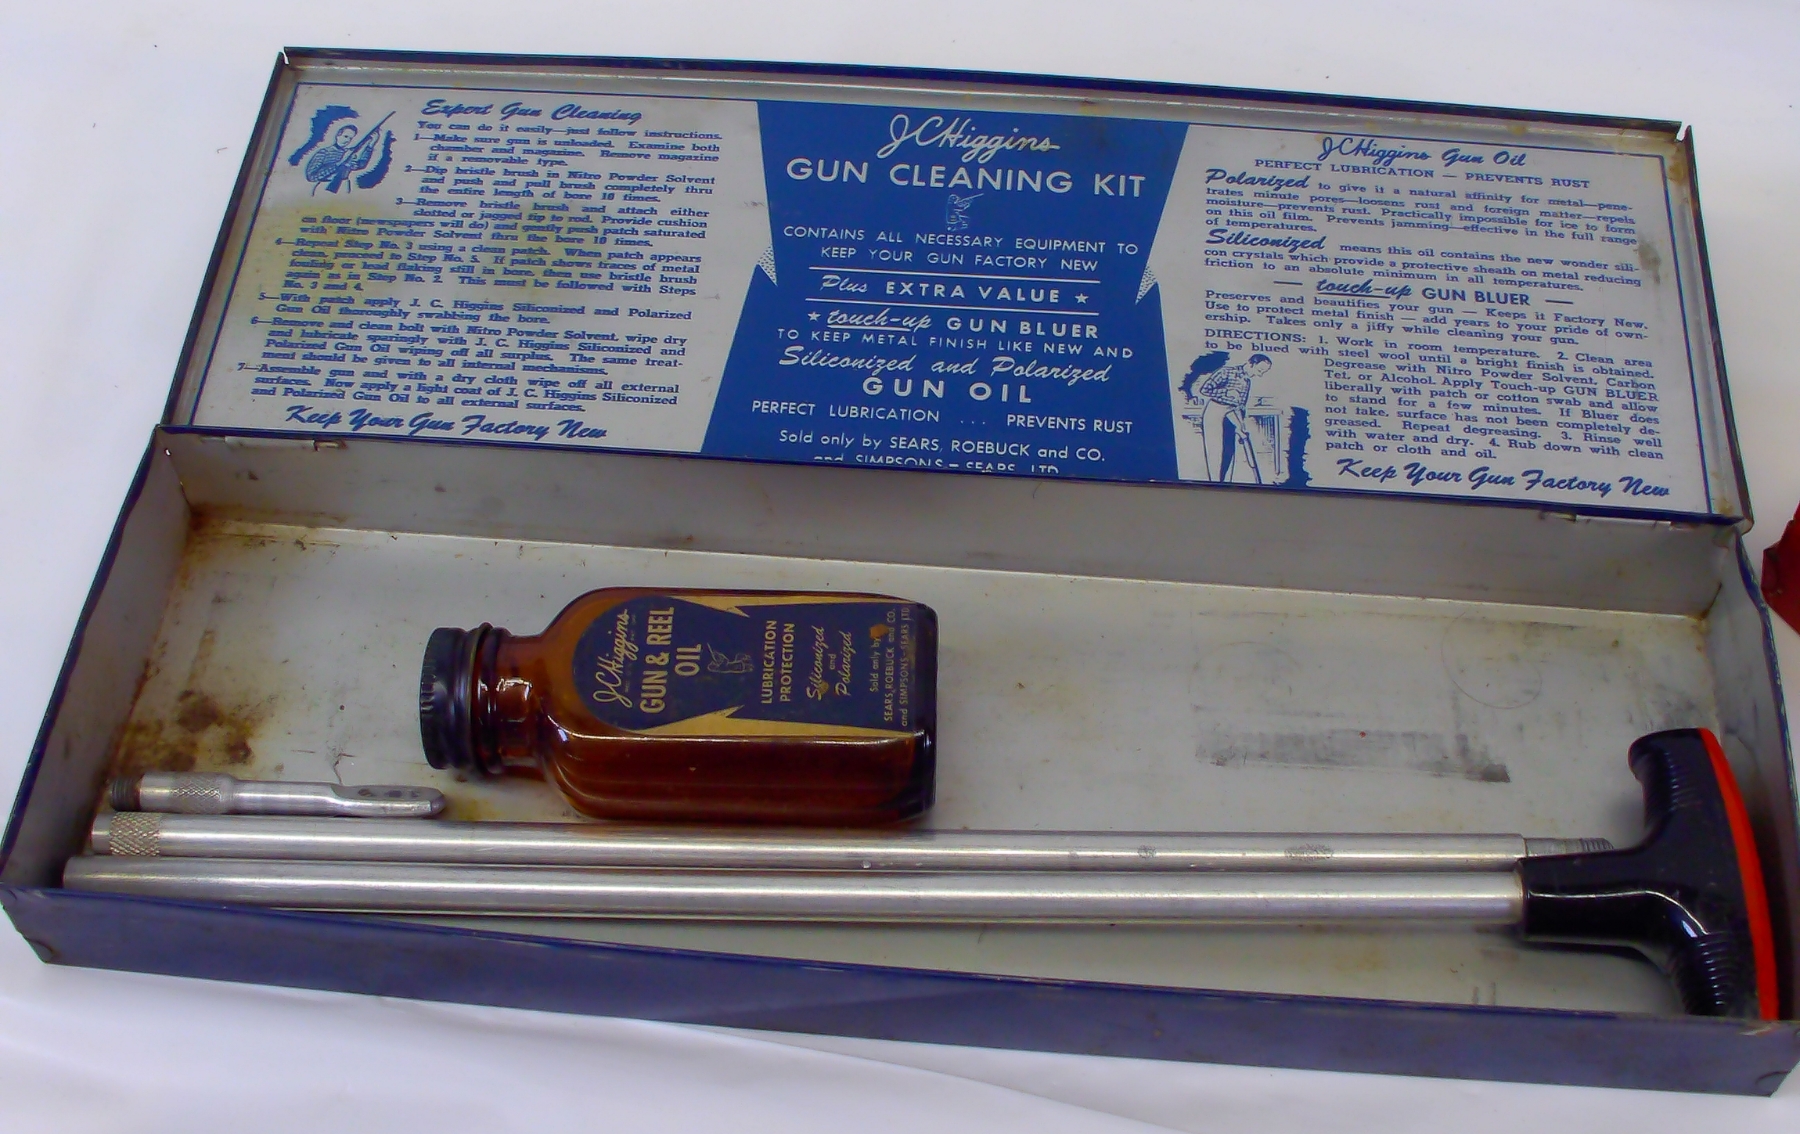 Expert Gun Cleaning
You can do it easily—just follow instructions.
1—Make sure gun is unloaded. Examine both
chamber and magazine. Remove magazine
if a removable type.
2—Dip bristle brush in Nitro Powder Solvent
and push and pull brush completely thru
the entire length of bore 10 times.
3—Remove bristle brush and attach either
slotted or jagged tip to rod. Provide cushion
on floor (newspapers will do) and gently push patch saturated
with Nitro Powder Solvent thru the bore 10 times.
4—Repeat Step No. 3 using a clean patch. When patch appears
clean, proceed to Step No. 5. If patch shows traces of metal
fouling or lead flaking still in bore, then use bristle brush
again as in Step No. 2. This must be followed with Steps
No. 3 and 4.
5—With patch apply J. C. Higgins Siliconized and Polarized
Gun Oil thoroughly swabbing the bore.
6—Remove and clean bolt with Nitro Powder Solvent, wipe dry
and lubricate sparingly with J. C. Higgins Siliconized and
Polarized Gun Oil wiping off all surplus. The same treat-
ment should be given to all internal mechanisms.
7—Assemble gun and with a dry cloth wipe off all external
surfaces. Now apply a light coat of J. C. Higgins Siliconized
and Polarized Gun Oil to all external surfaces.
Keep Your Gun Factory New
JCHiggins
GUN CLEANING KIT
CONTAINS ALL NECESSARY EQUIPMENT TO
KEEP YOUR GUN FACTORY NEW
Plus EXTRA VALUE ★
★ touch-up GUN BLUER
TO KEEP METAL FINISH LIKE NEW AND
Siliconized and Polarized
GUN OIL
PERFECT LUBRICATION ... PREVENTS RUST
Sold only by SEARS, ROEBUCK and CO.
and SIMPSONS – SEARS, LTD.
JCHiggins Gun Oil
PERFECT LUBRICATION — PREVENTS RUST
Polarized to give it a natural affinity for metal—pene-
trates minute pores—loosens rust and foreign matter—repels
moisture—prevents rust. Practically impossible for ice to form
on this oil film. Prevents jamming—effective in the full range
of temperatures.
Siliconized means this oil contains the new wonder sili-
con crystals which provide a protective sheath on metal reducing
friction to an absolute minimum in all temperatures.
— touch-up GUN BLUER —
Preserves and beautifies your gun — Keeps it Factory New.
Use to protect metal finish — add years to your pride of own-
ership. Takes only a jiffy while cleaning your gun.
DIRECTIONS: 1. Work in room temperature. 2. Clean area
to be blued with steel wool until a bright finish is obtained.
Degrease with Nitro Powder Solvent, Carbon
Tet. or Alcohol. Apply Touch-up GUN BLUER
liberally with patch or cotton swab and allow
to stand for a few minutes. If Bluer does
not take, surface has not been completely de-
greased. Repeat degreasing. 3. Rinse well
with water and dry. 4. Rub down with clean
patch or cloth and oil.
Keep Your Gun Factory New
JCHiggins
GUN & REEL
OIL
LUBRICATION
PROTECTION
Siliconized
and
Polarized
Sold only by
SEARS, ROEBUCK and CO.
and SIMPSONS-SEARS LTD.